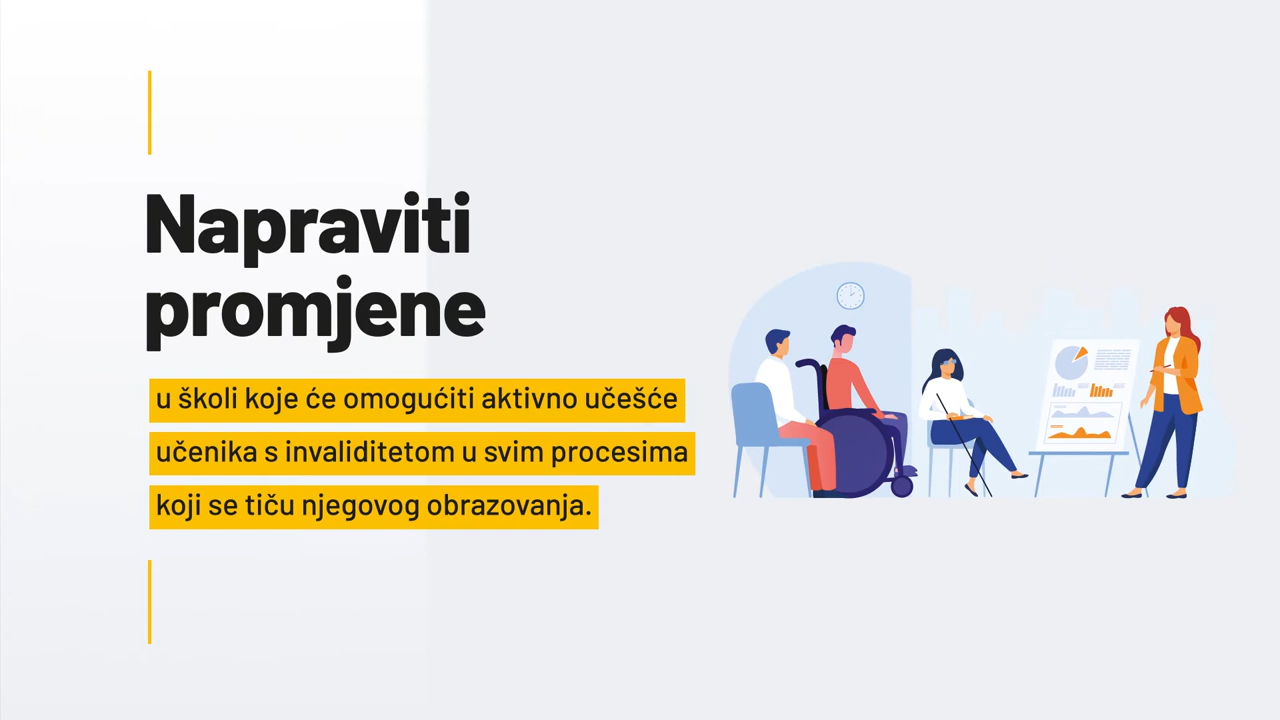 Napraviti
promjene
u školi koje će omogućiti aktivno učešće
učenika s invaliditetom u svim procesima
koji se tiču njegovog obrazovanja.